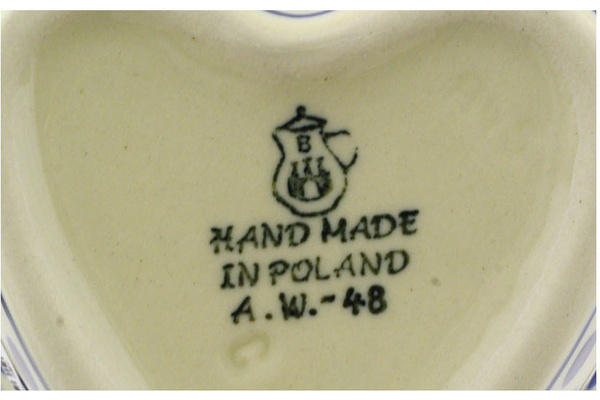 B
HAND MADE
IN POLAND
A.W.-48
C